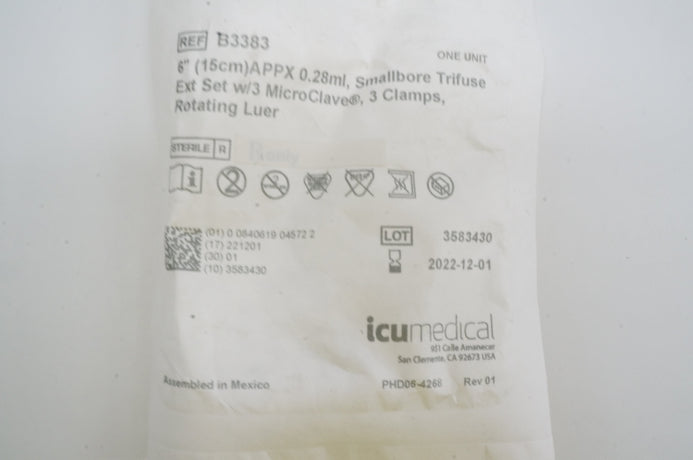 REF B3383
ONE UNIT
6" (15cm)APPX 0.28ml, Smallbore Trifuse
Ext Set w/3 MicroClave®, 3 Clamps,
Rotating Luer
STERILE R
(01) 0 0840619 04572 2
(17) 221201
(30) 01
(10) 3583430
LOT 3583430
2022-12-01
icumedical
951 Calle Amanecer
San Clemente, CA 92673 USA
Assembled in Mexico
PHD06-4268 Rev 01